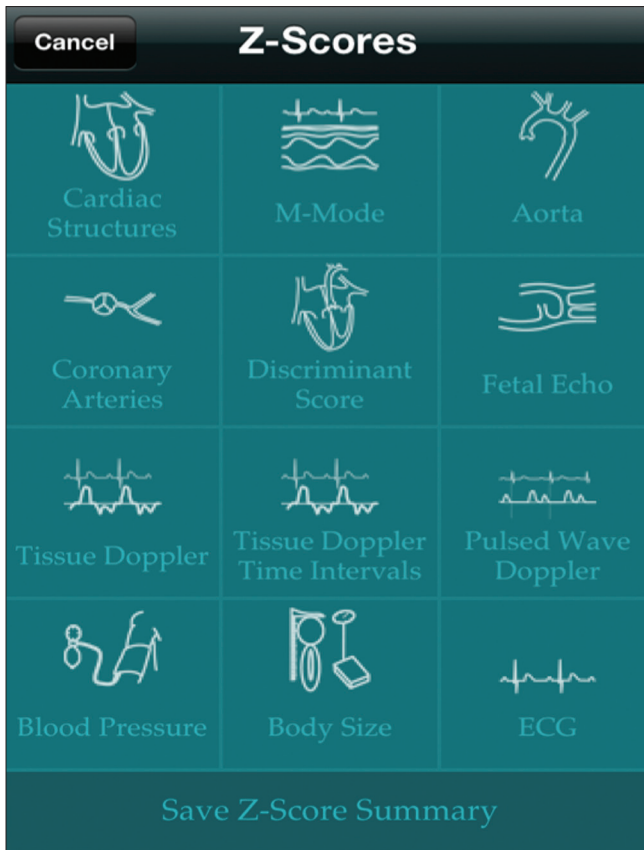 Cancel
Z-Scores
Cardiac
Structures
M-Mode
Aorta
Coronary
Arteries
Discriminant
Score
Fetal Echo
Tissue Doppler
Tissue Doppler
Time Intervals
Pulsed Wave
Doppler
Blood Pressure
Body Size
ECG
Save Z-Score Summary